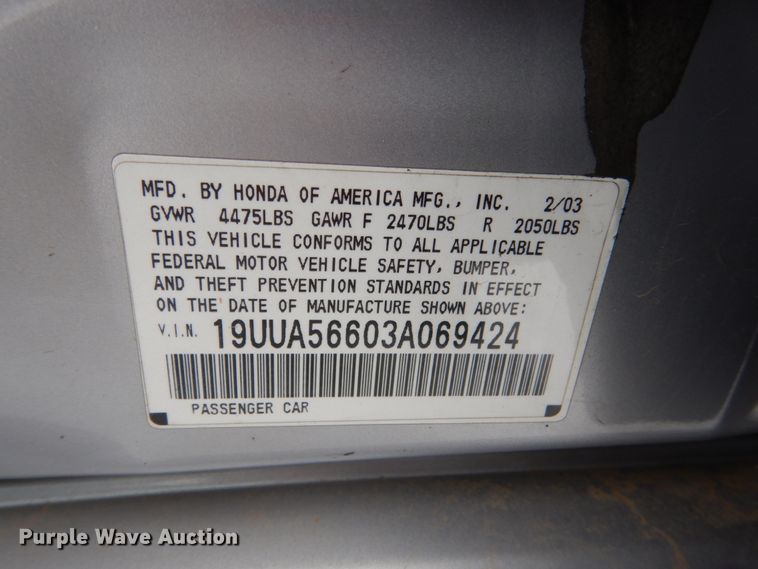 MFD. BY HONDA OF AMERICA MFG., INC. 2/03
GVWR 4475LBS GAWR F 2470LBS R 2050LBS
THIS VEHICLE CONFORMS TO ALL APPLICABLE
FEDERAL MOTOR VEHICLE SAFETY, BUMPER,
AND THEFT PREVENTION STANDARDS IN EFFECT
ON THE DATE OF MANUFACTURE SHOWN ABOVE:
V.I.N. 19UUA56603A069424
PASSENGER CAR
Purple Wave Auction